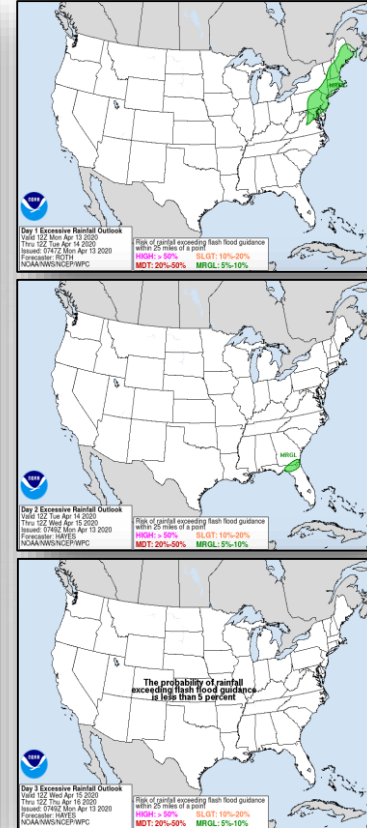 MRGL
NOAA
Day 1 Excessive Rainfall Outlook
Valid 12Z Mon Apr 13 2020
Thru 12Z Tue Apr 14 2020
Issued: 0747Z Mon Apr 13 2020
Forecaster: ROTH
NOAA/NWS/NCEP/WPC
Risk of rainfall exceeding flash flood guidance
within 25 miles of a point
HIGH: > 50% SLGT: 10%-20%
MDT: 20%-50% MRGL: 5%-10%
MRGL
NOAA
Day 2 Excessive Rainfall Outlook
Valid 12Z Tue Apr 14 2020
Thru 12Z Wed Apr 15 2020
Issued: 0749Z Mon Apr 13 2020
Forecaster: HAYES
NOAA/NWS/NCEP/WPC
Risk of rainfall exceeding flash flood guidance
within 25 miles of a point
HIGH: > 50% SLGT: 10%-20%
MDT: 20%-50% MRGL: 5%-10%
The probability of rainfall
exceeding flash flood guidance
is less than 5 percent
NOAA
Day 3 Excessive Rainfall Outlook
Valid 12Z Wed Apr 15 2020
Thru 12Z Thu Apr 16 2020
Issued: 0749Z Mon Apr 13 2020
Forecaster: HAYES
NOAA/NWS/NCEP/WPC
Risk of rainfall exceeding flash flood guidance
within 25 miles of a point
HIGH: > 50% SLGT: 10%-20%
MDT: 20%-50% MRGL: 5%-10%